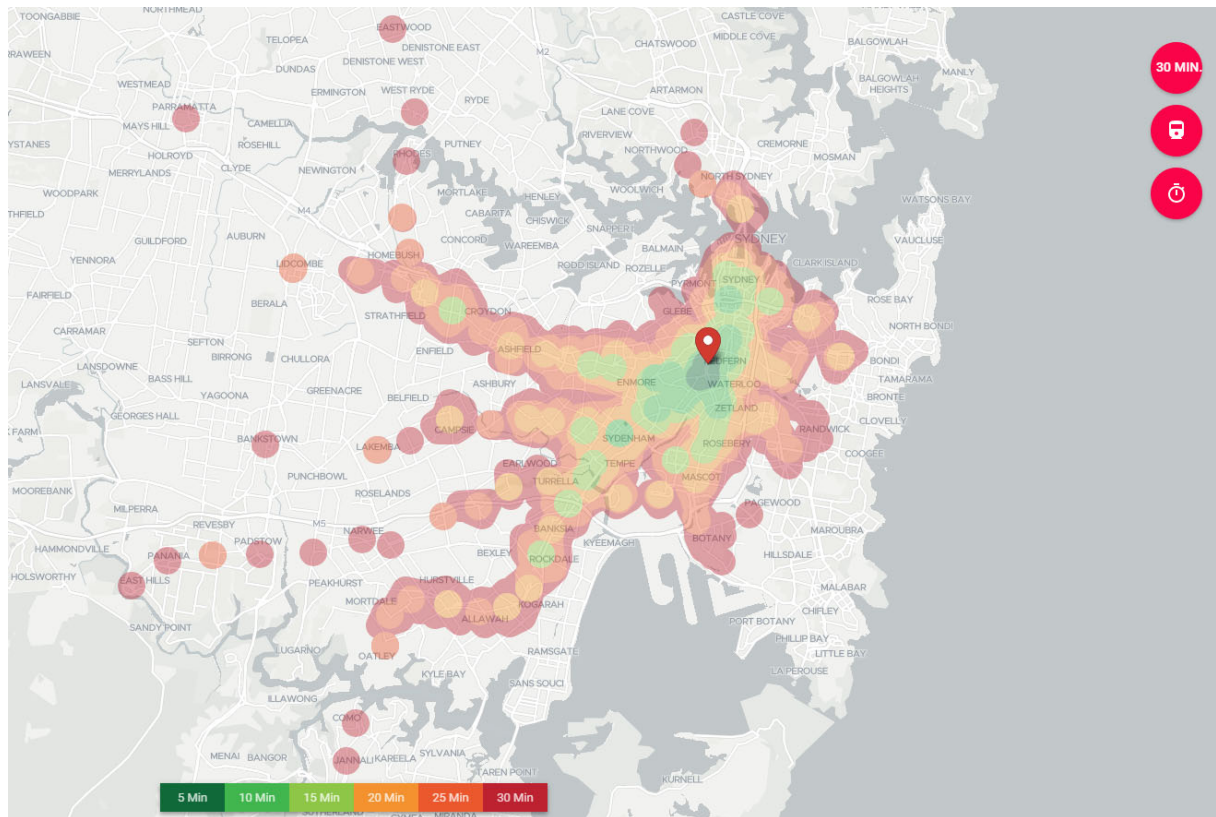 TOONGABBIE
NORTHMEAD
EASTWOOD
CASTLE COVE
TELOPEA
DENISTONE EAST
M2
CHATSWOOD
MIDDLE COVE
BALGOWLAH
DENISTONE WEST
DUNDAS
MANLY
30 MIN.
WESTMEAD
ERMINGTON
WEST RYDE
RYDE
ARTARMON
BALGOWLAH
HEIGHTS
PARRAMATTA
LANE COVE
MAYS HILL
CAMELLIA
RIVERVIEW
YSTANES
ROSEHILL
PUTNEY
NORTHWOOD
CREMORNE
MOSMAN
HOLROYD
RHODES
MERRYLANDS
CLYDE
NEWINGTON
NORTH SYDNEY
WOODPARK
MORTLAKE
HENLEY
WOOLWICH
WATSONS BAY
THFIELD
M4
CABARITA
CHISWICK
SNAPPER
GUILDFORD
AUBURN
CONCORD
WAREEMBA
BALMAIN
SYDNEY
VAUCLUSE
YENNORA
LIDCOMBE
HOMEBUSH
RODD ISLAND
ROZELLE
CLARK ISLAND
PYRMONT
SYDNEY
FAIRFIELD
BERALA
STRATHFIELD
CROYDON
GLEBE
ROSE BAY
CARRAMAR
NORTH BONDI
SEFTON
ENFIELD
ASHFIELD
BIRRONG
CHULLORA
DFERN
BONDI
LANSDOWNE
BASS HILL
GREENACRE
ASHBURY
ENMORE
WATERLOO
TAMARAMA
LANSVALE
YAGOONA
BELFIELD
BRONTE
GEORGES HALL
ZETLAND
CLOVELLY
K FARM
CAMPSIE
RANDWICK
BANKSTOWN
LAKEMBA
SYDENHAM
ROSEBERY
COOGEE
PUNCHBOWL
EARLWOOD
TEMPE
MOOREBANK
ROSELANDS
TURRELLA
MASCOT
PAGEWOOD
MILPERRA
REVESBY
M5
NARWEE
BANKSIA
MAROUBRA
HAMMONDVILLE
PANANIA
PADSTOW
BEXLEY
ROCKDALE
KYEEMAGH
BOTANY
HILLSDALE
HOLSWORTHY
EAST HILLS
PEAKHURST
HURSTVILLE
MALABAR
MORTDALE
KOGARAH
CHIFLEY
SANDY POINT
ALLAWAH
PORT BOTANY
PHILLIP BAY
LUGARNO
OATLEY
RAMSGATE
LITTLE BAY
KYLE BAY
LA PEROUSE
SANS SOUCI
ILLAWONG
COMO
MENAI
BANGOR
JANNALI
KAREELA
SYLVANIA
TAREN POINT
KURNELL
5 Min
10 Min
15 Min
20 Min
25 Min
30 Min
MIRANDA